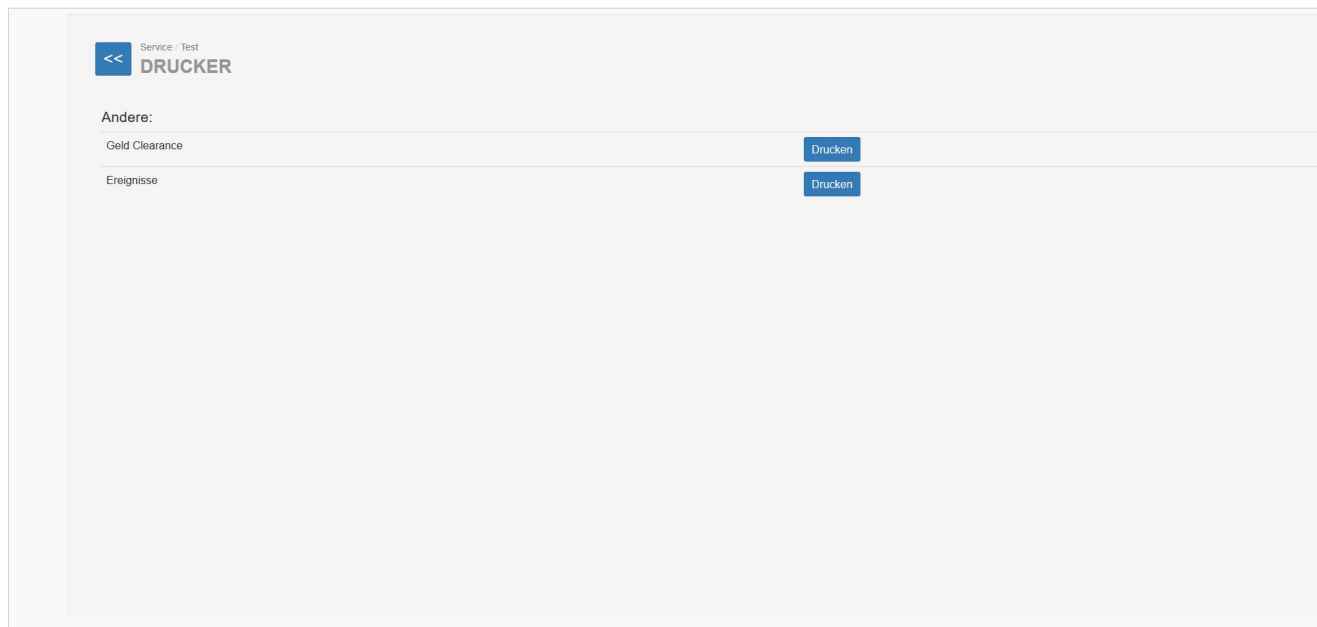 <<
Service / Test
DRUCKER
Andere:
Geld Clearance
Drucken
Ereignisse
Drucken